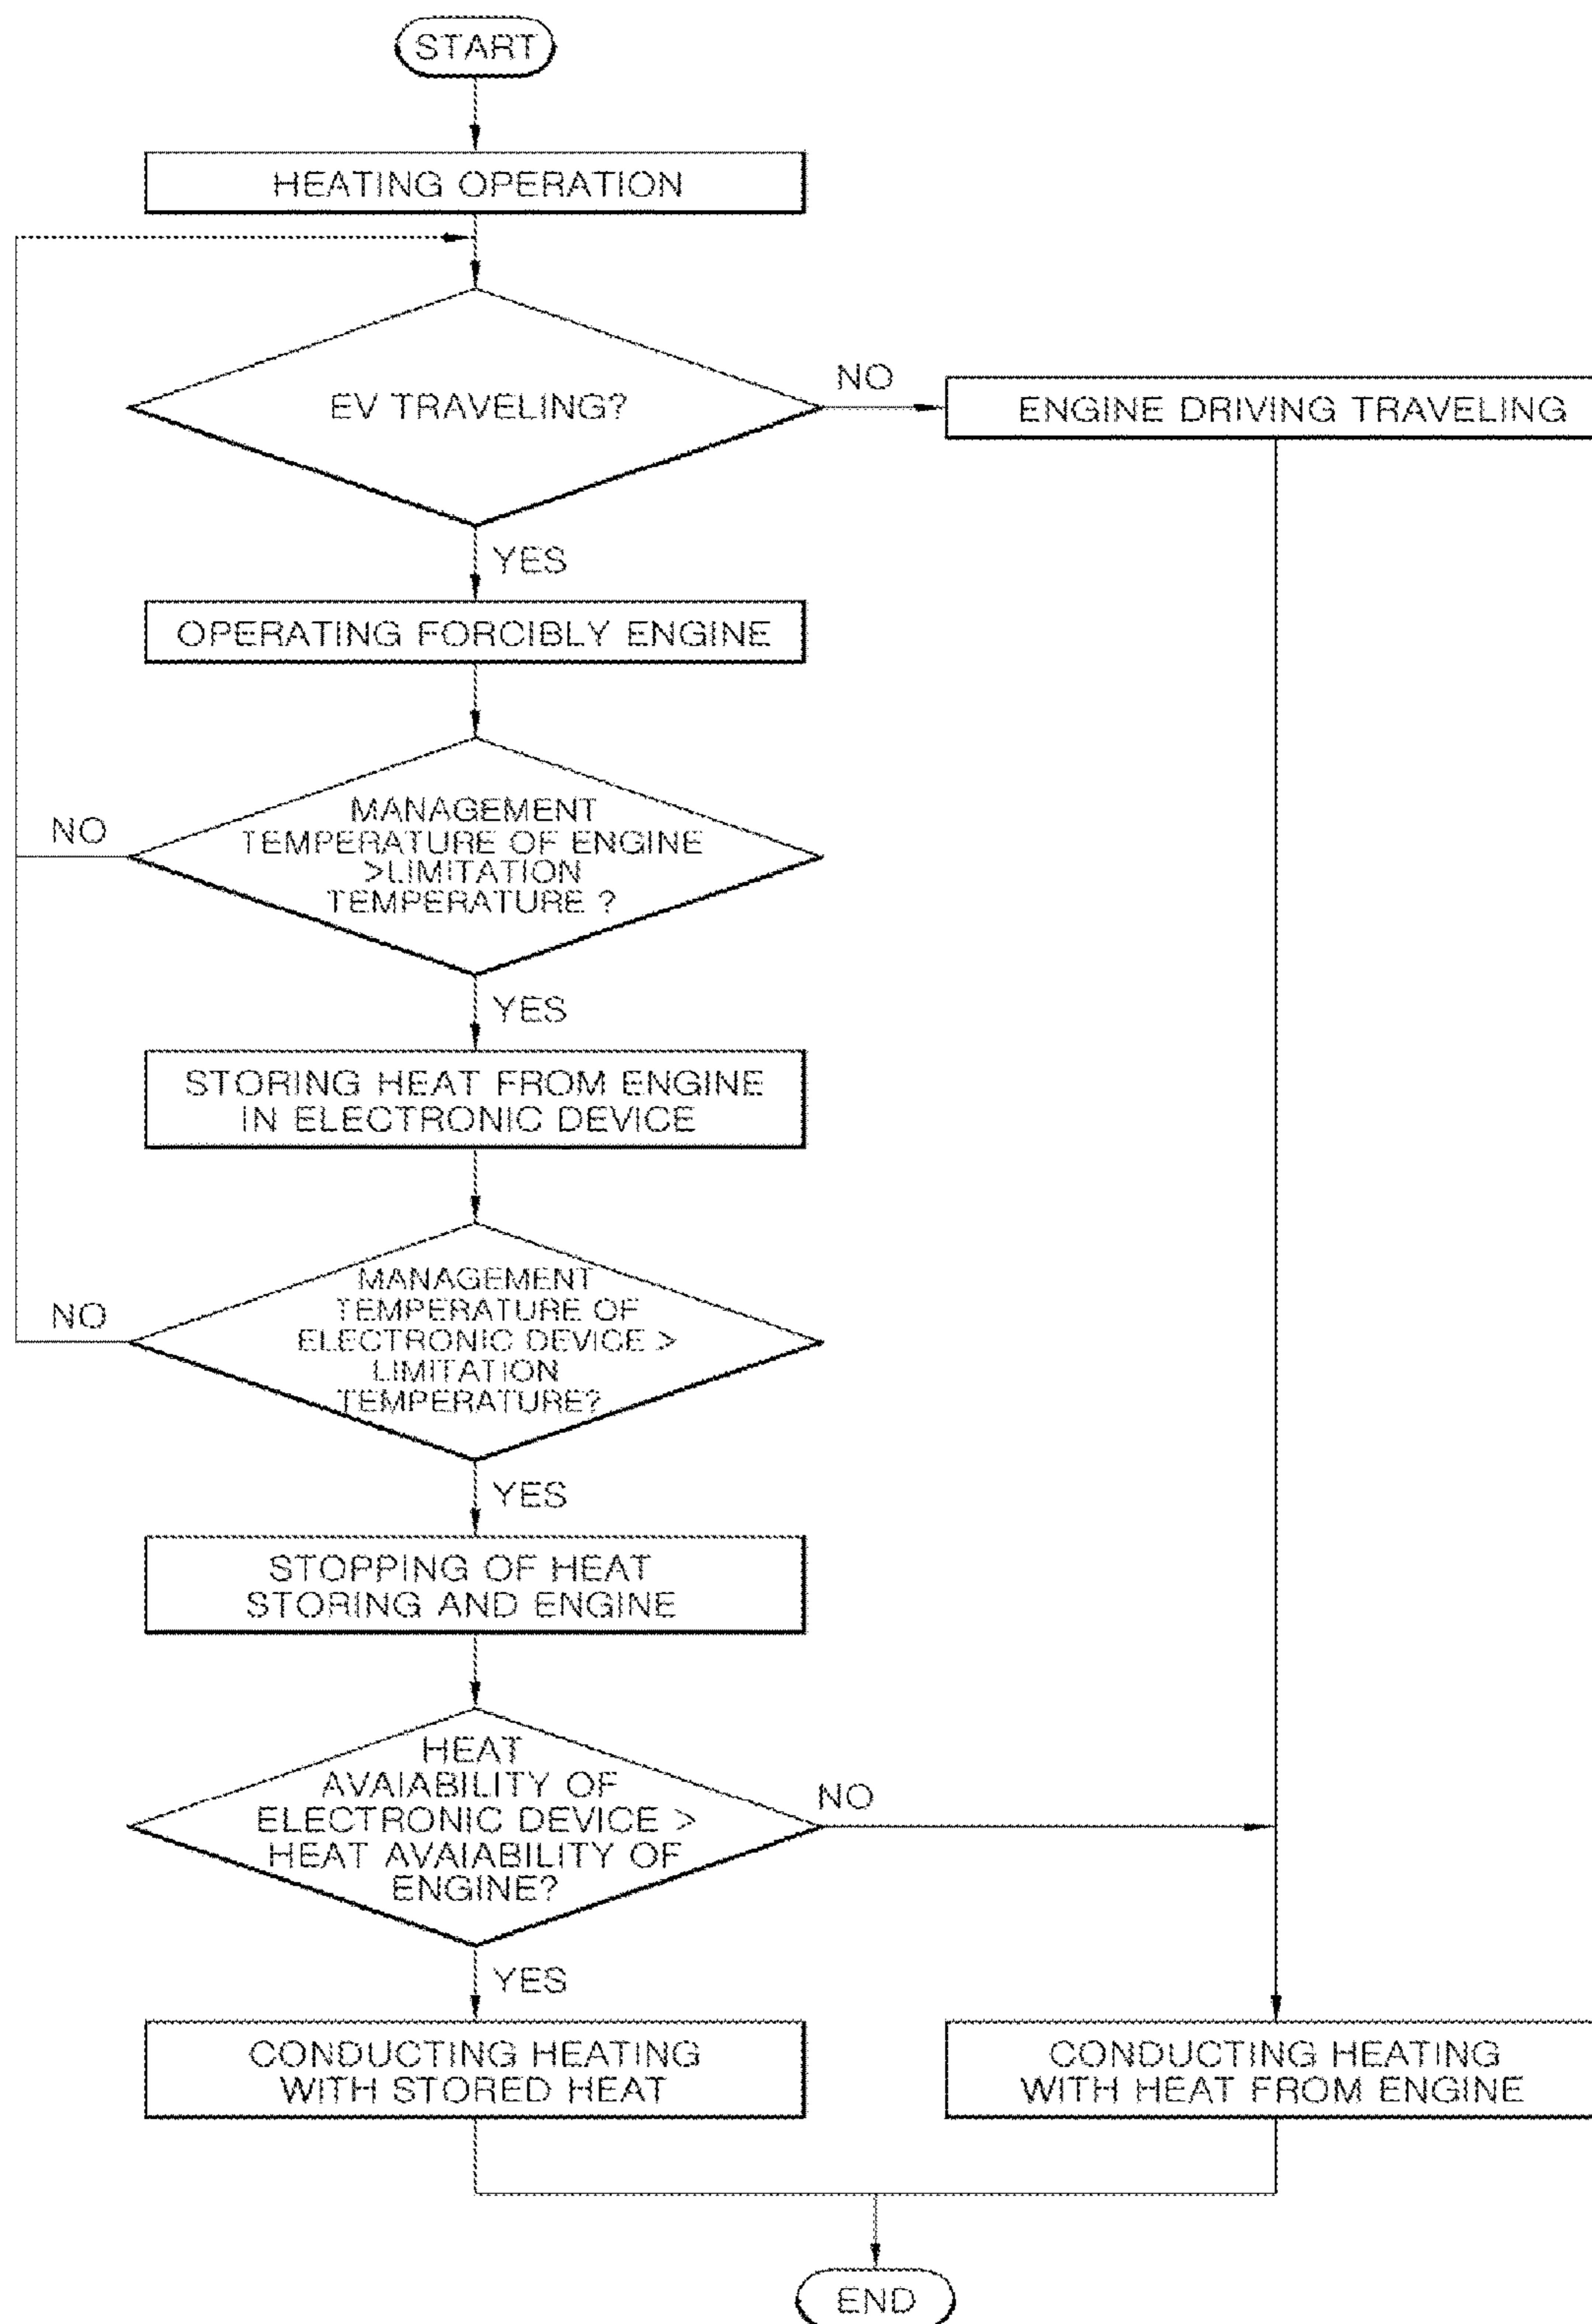 START
HEATING OPERATION
EV TRAVELING?
NO
ENGINE DRIVING TRAVELING
YES
OPERATING FORCIBLY ENGINE
MANAGEMENT
TEMPERATURE OF ENGINE
>LIMITATION
TEMPERATURE ?
NO
YES
STORING HEAT FROM ENGINE
IN ELECTRONIC DEVICE
MANAGEMENT
TEMPERATURE OF
ELECTRONIC DEVICE >
LIMITATION
TEMPERATURE?
NO
YES
STOPPING OF HEAT
STORING AND ENGINE
HEAT
AVAIABILITY OF
ELECTRONIC DEVICE >
HEAT AVAIABILITY OF
ENGINE?
NO
YES
CONDUCTING HEATING
WITH STORED HEAT
CONDUCTING HEATING
WITH HEAT FROM ENGINE
END